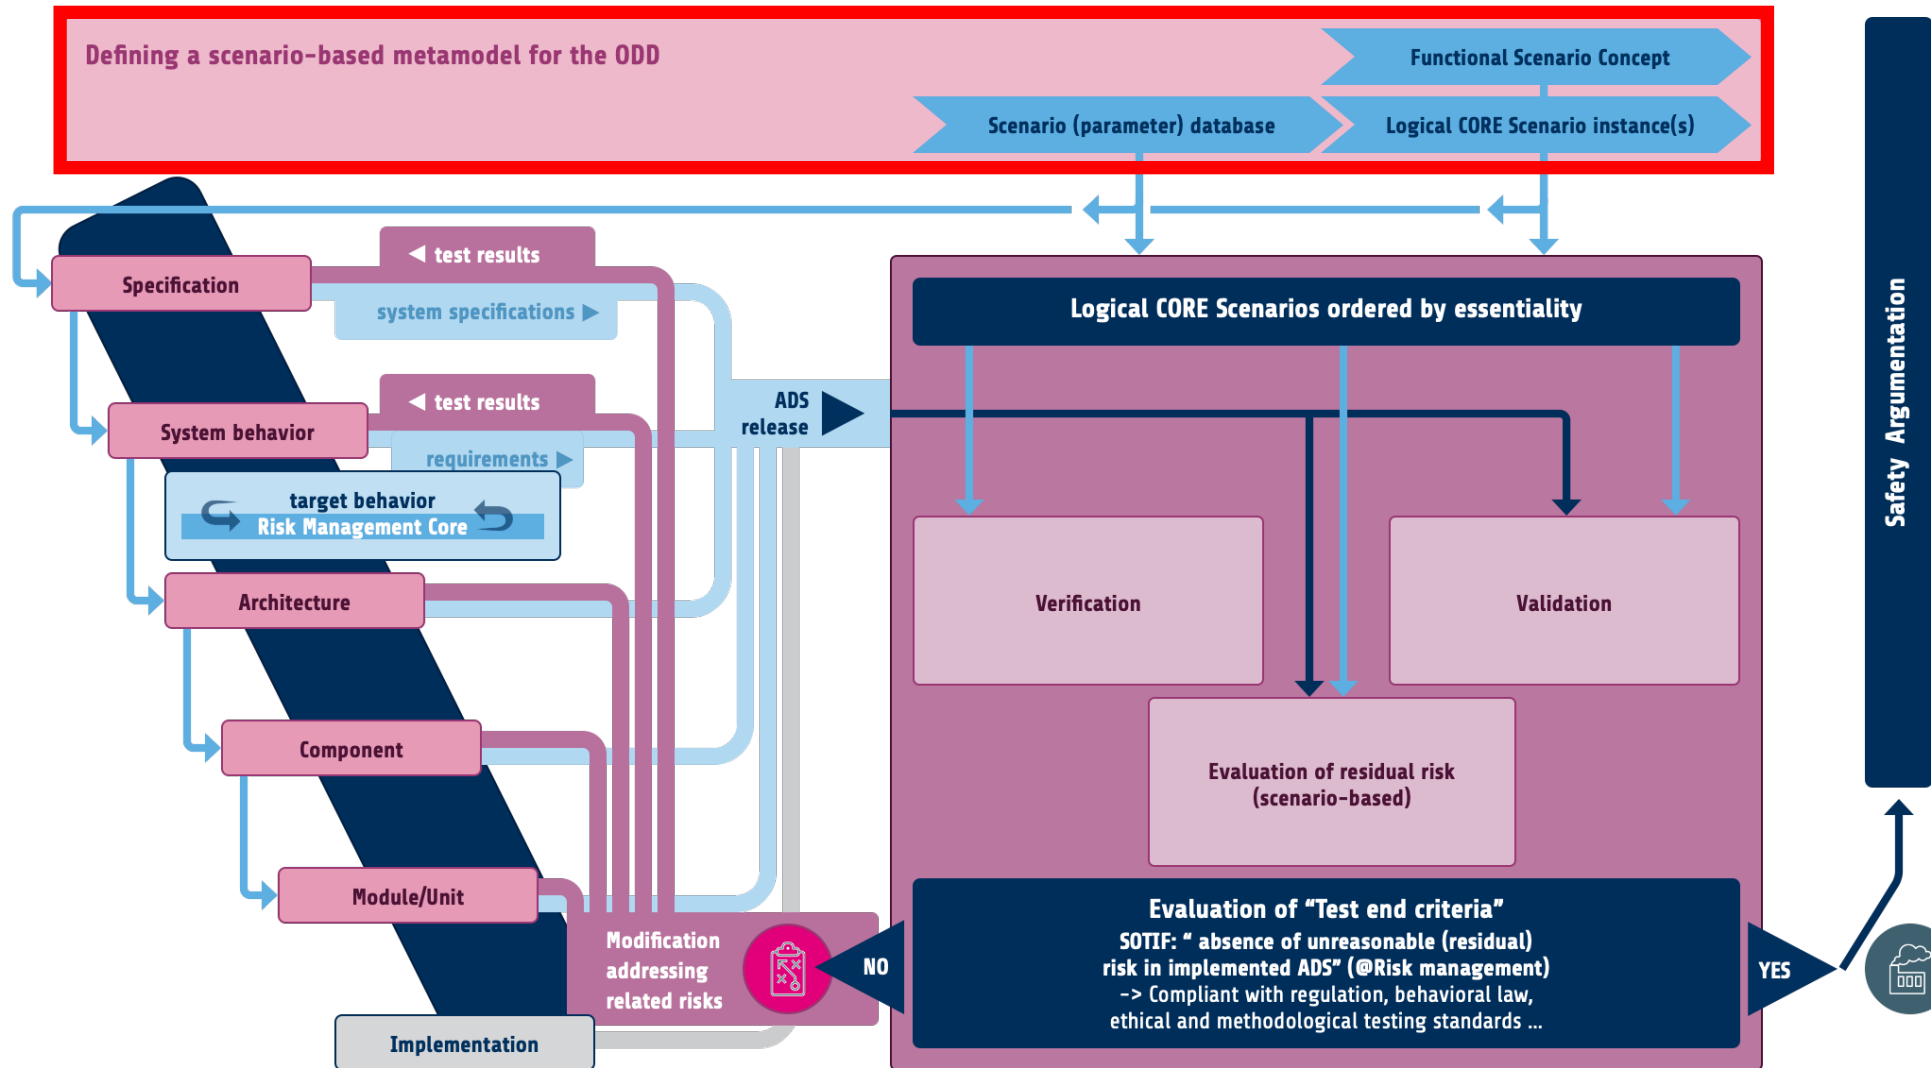 Defining a scenario-based metamodel for the ODD
Functional Scenario Concept
Scenario (parameter) database
Logical CORE Scenario instance(s)
Specification
◄ test results
system specifications ►
System behavior
◄ test results
requirements ►
target behavior
Risk Management Core
Architecture
Component
Module/Unit
Implementation
ADS
release
Modification
addressing
related risks
Logical CORE Scenarios ordered by essentiality
Verification
Validation
Evaluation of residual risk
(scenario-based)
NO
Evaluation of “Test end criteria”
SOTIF: “ absence of unreasonable (residual)
risk in implemented ADS” (@Risk management)
-> Compliant with regulation, behavioral law,
ethical and methodological testing standards ...
YES
Safety Argumentation